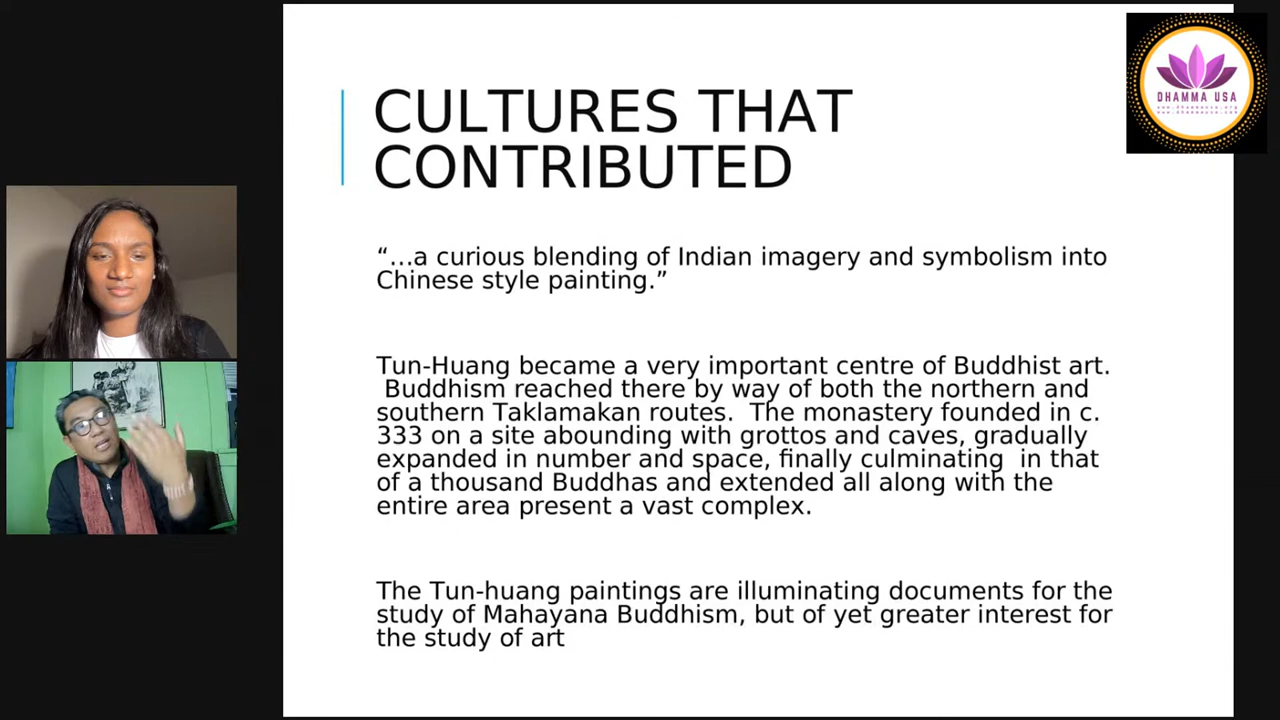 CULTURES THAT
CONTRIBUTED
“…a curious blending of Indian imagery and symbolism into
Chinese style painting.”
Tun-Huang became a very important centre of Buddhist art.
Buddhism reached there by way of both the northern and
southern Taklamakan routes.  The monastery founded in c.
333 on a site abounding with grottos and caves, gradually
expanded in number and space, finally culminating  in that
of a thousand Buddhas and extended all along with the
entire area present a vast complex.
The Tun-huang paintings are illuminating documents for the
study of Mahayana Buddhism, but of yet greater interest for
the study of art
DHAMMA USA